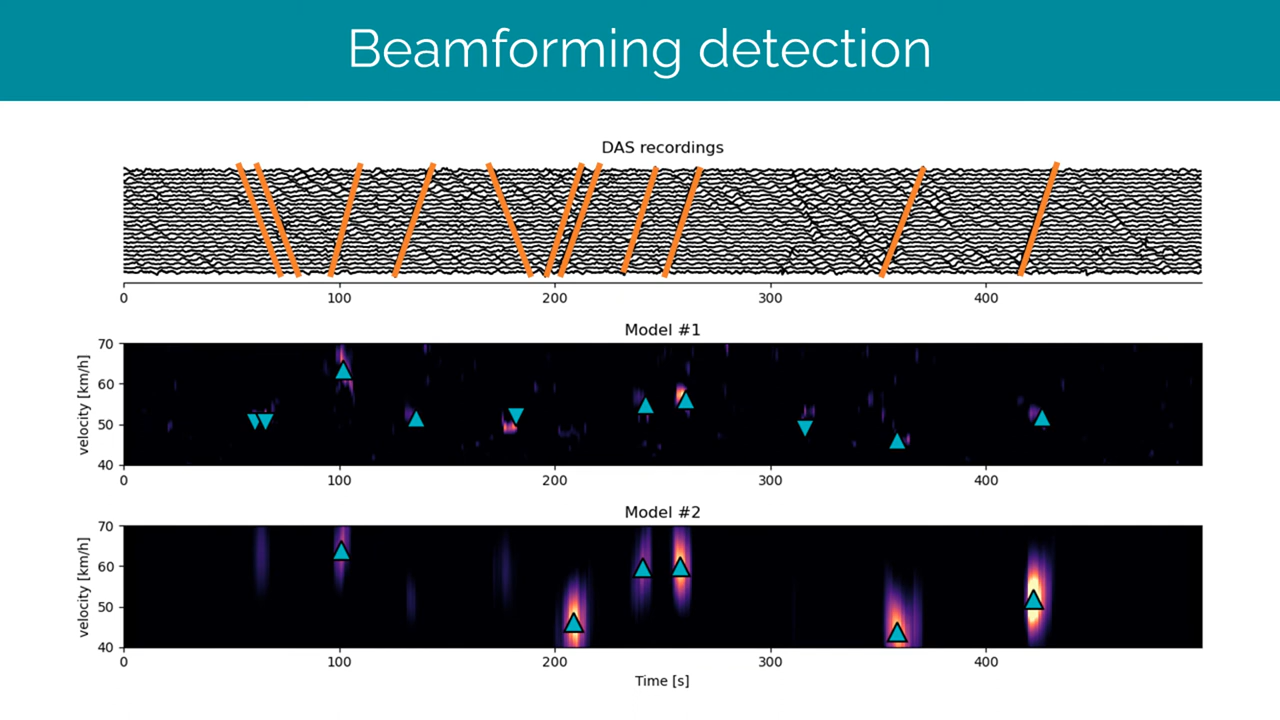 Beamforming detection
DAS recordings
0 100 200 300 400
Model #1
velocity [km/h]
70
60
50
40
0 100 200 300 400
Model #2
velocity [km/h]
70
60
50
40
0 100 200 300 400
Time [s]